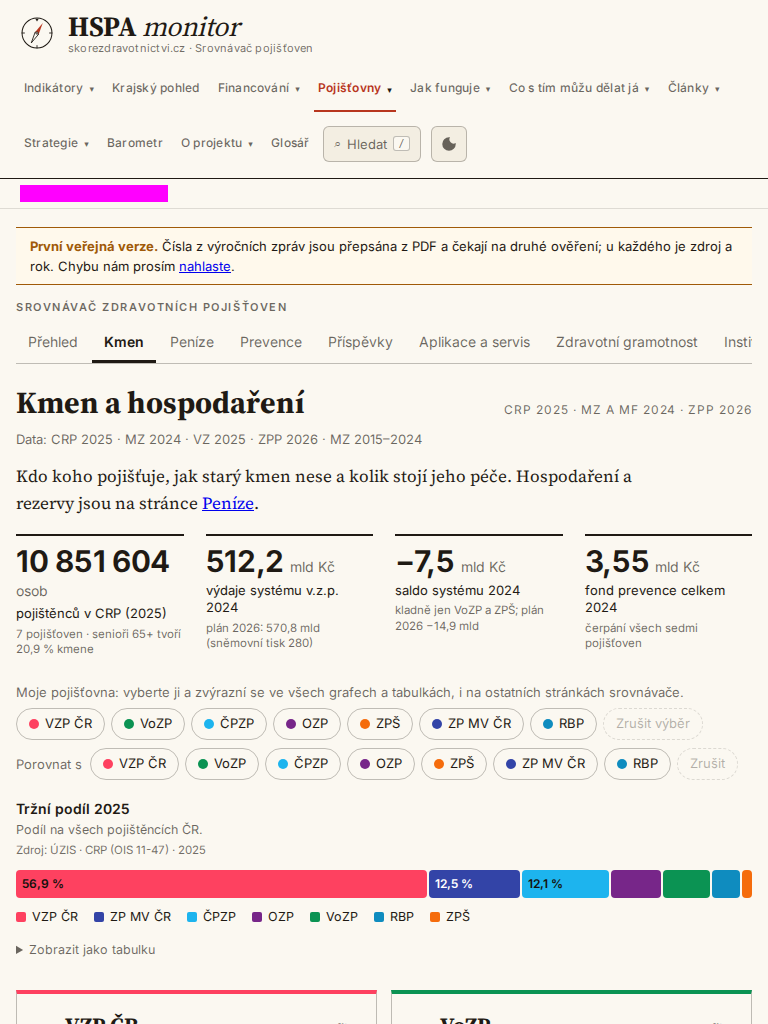 HSPA monitor
skorezdravotnictvi.cz · Srovnávač pojišťoven
Indikátory ▾ Krajský pohled Financování ▾ Pojišťovny ▾ Jak funguje ▾ Co s tím můžu dělat já ▾ Články ▾
Strategie ▾ Barometr O projektu ▾ Glosář Hledat /
První veřejná verze. Čísla z výročních zpráv jsou přepsána z PDF a čekají na druhé ověření; u každého je zdroj a
rok. Chybu nám prosím nahlaste.
SROVNÁVAČ ZDRAVOTNÍCH POJIŠŤOVEN
Přehled Kmen Peníze Prevence Příspěvky Aplikace a servis Zdravotní gramotnost
Kmen a hospodaření
CRP 2025 · MZ A MF 2024 · ZPP 2026
Data: CRP 2025 · MZ 2024 · VZ 2025 · ZPP 2026 · MZ 2015–2024
Kdo koho pojišťuje, jak starý kmen nese a kolik stojí jeho péče. Hospodaření a
rezervy jsou na stránce Peníze.
10 851 604
osob
pojištěnců v CRP (2025)
7 pojišťoven · senioři 65+ tvoří
20,9 % kmene
512,2 mld Kč
výdaje systému v.z.p.
2024
plán 2026: 570,8 mld
(sněmovní tisk 280)
−7,5 mld Kč
saldo systému 2024
kladně jen VoZP a ZPŠ; plán
2026 −14,9 mld
3,55 mld Kč
fond prevence celkem
2024
čerpání všech sedmi
pojišťoven
Moje pojišťovna: vyberte ji a zvýrazní se ve všech grafech a tabulkách, i na ostatních stránkách srovnávače.
VZP ČR VoZP ČPZP OZP ZPŠ ZP MV ČR RBP Zrušit výběr
Porovnat s VZP ČR VoZP ČPZP OZP ZPŠ ZP MV ČR RBP Zrušit
Tržní podíl 2025
Podíl na všech pojištěncích ČR.
Zdroj: ÚZIS · CRP (OIS 11-47) · 2025
56,9 % 12,5 % 12,1 %
VZP ČR ZP MV ČR ČPZP OZP VoZP RBP ZPŠ
Zobrazit jako tabulku
VZP ČR VoZP